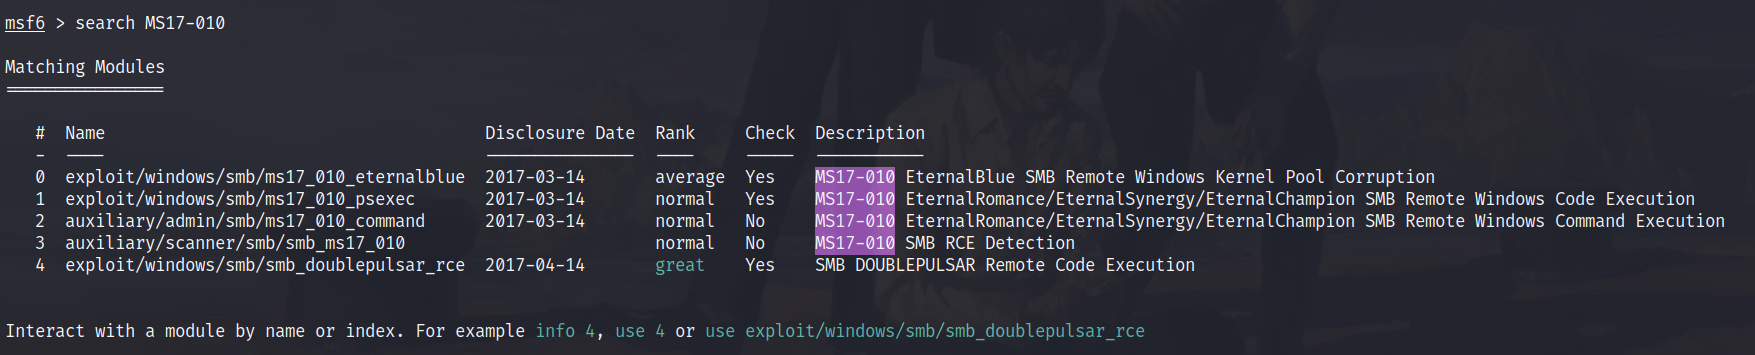 msf6 > search MS17-010
Matching Modules
================
#  Name                                      Disclosure Date  Rank     Check  Description
-  ----                                      ---------------  ----     -----  -----------
0  exploit/windows/smb/ms17_010_eternalblue  2017-03-14       average  Yes    MS17-010 EternalBlue SMB Remote Windows Kernel Pool Corruption
1  exploit/windows/smb/ms17_010_psexec       2017-03-14       normal   Yes    MS17-010 EternalRomance/EternalSynergy/EternalChampion SMB Remote Windows Code Execution
2  auxiliary/admin/smb/ms17_010_command      2017-03-14       normal   No     MS17-010 EternalRomance/EternalSynergy/EternalChampion SMB Remote Windows Command Execution
3  auxiliary/scanner/smb/smb_ms17_010                         normal   No     MS17-010 SMB RCE Detection
4  exploit/windows/smb/smb_doublepulsar_rce  2017-04-14       great    Yes    SMB DOUBLEPULSAR Remote Code Execution
Interact with a module by name or index. For example info 4, use 4 or use exploit/windows/smb/smb_doublepulsar_rce